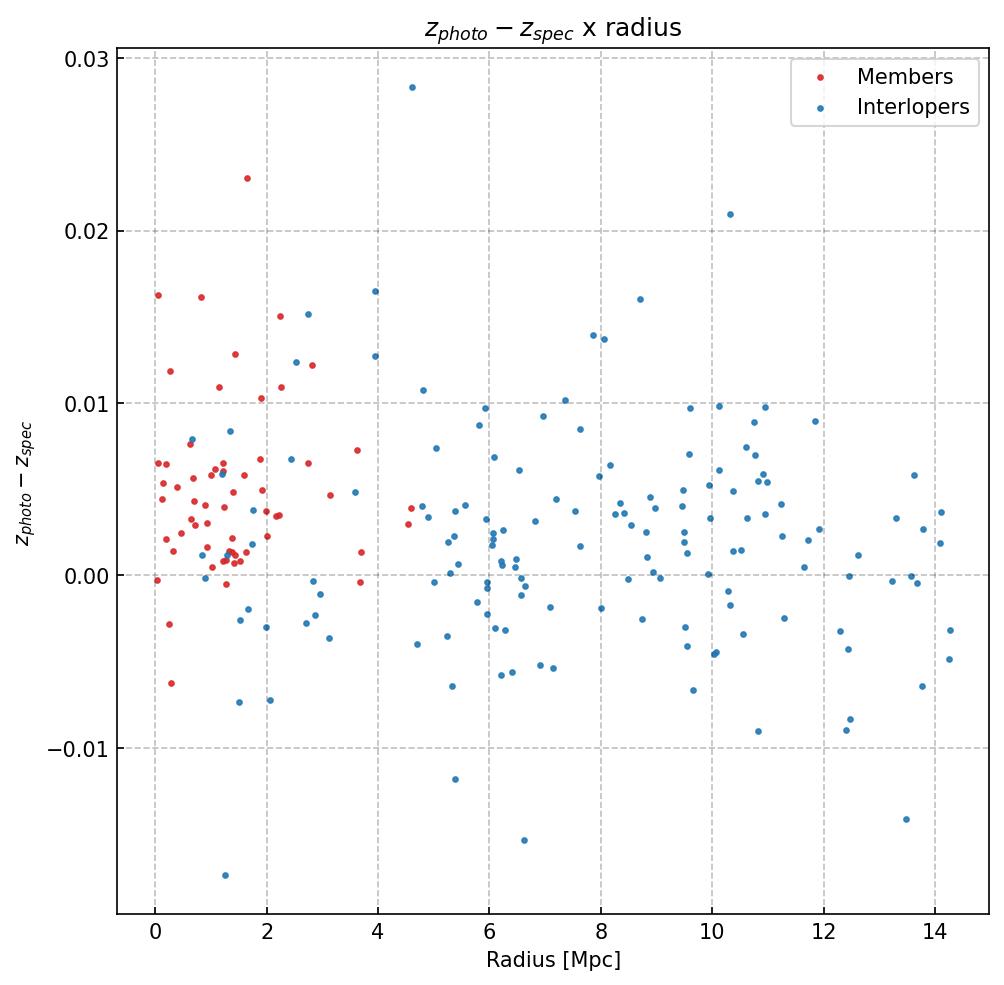 z_photo − z_spec x radius
Members
Interlopers
0.03
0.02
0.01
0.00
−0.01
z_photo − z_spec
0 2 4 6 8 10 12 14
Radius [Mpc]